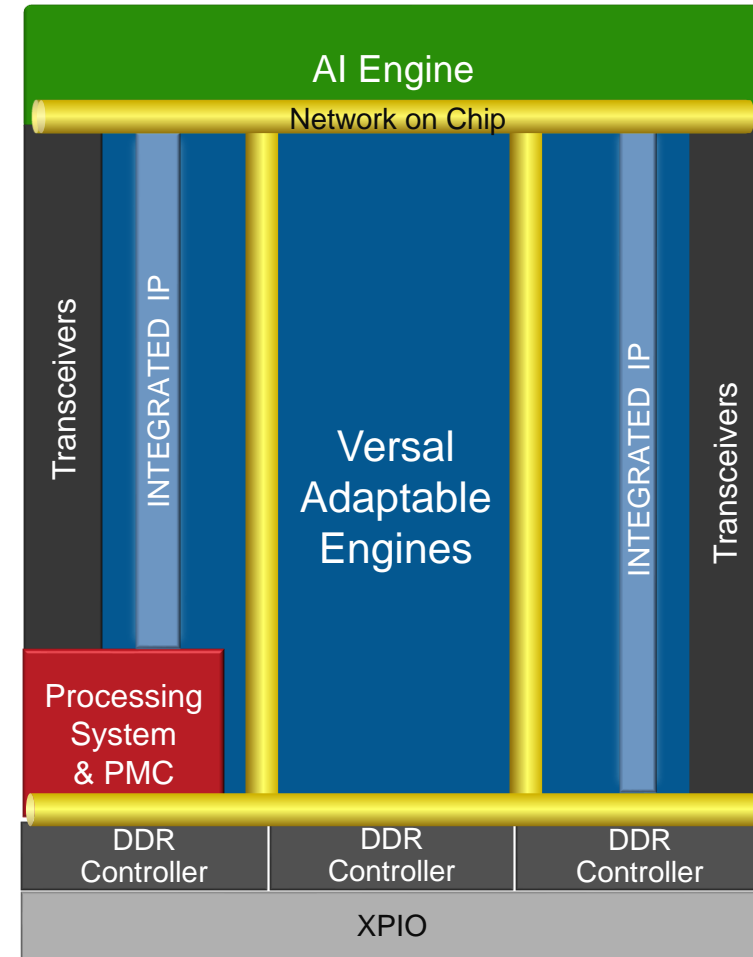 AI Engine
Network on Chip
Transceivers
INTEGRATED IP
Versal
Adaptable
Engines
INTEGRATED IP
Transceivers
Processing
System
& PMC
DDR
Controller
DDR
Controller
DDR
Controller
XPIO